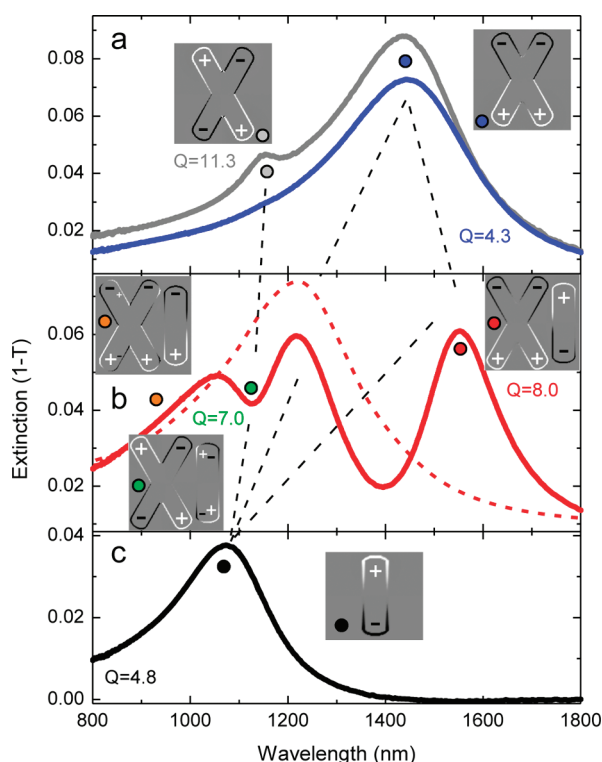 a
+ -
- +
Q=11.3
- -
+ +
Q=4.3
0.08
0.06
0.04
0.02
b
- + - -
+ - + +
Q=7.0
+ - + -
- + - +
- - +
+ + -
Q=8.0
0.06
0.04
0.02
Extinction (1-T)
c
+
-
Q=4.8
0.04
0.02
0.00
800 1000 1200 1400 1600 1800
Wavelength (nm)